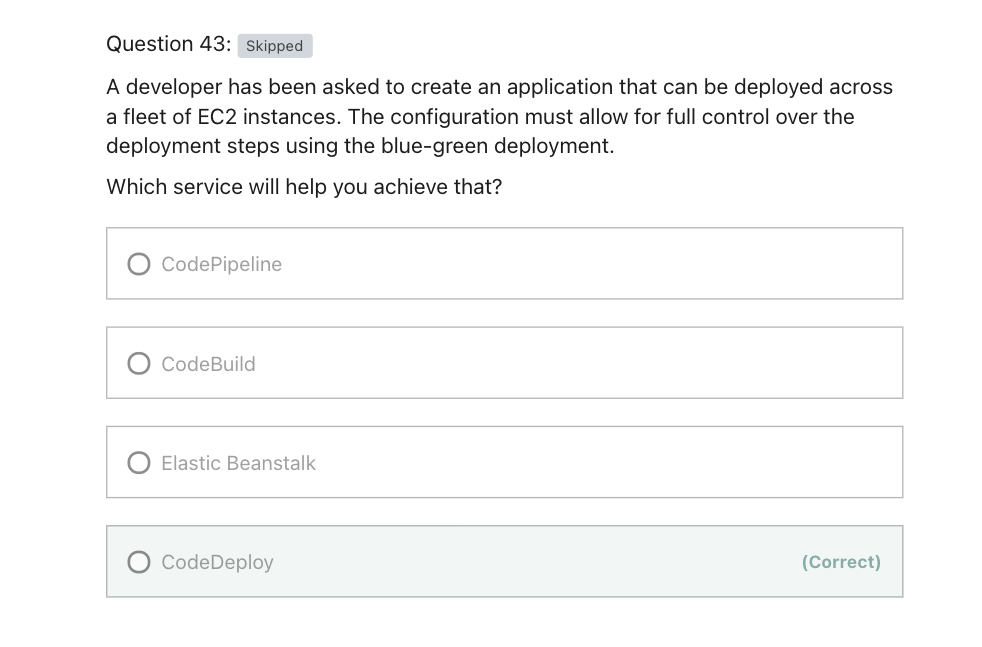 Question 43: Skipped
A developer has been asked to create an application that can be deployed across
a fleet of EC2 instances. The configuration must allow for full control over the
deployment steps using the blue-green deployment.
Which service will help you achieve that?
CodePipeline
CodeBuild
Elastic Beanstalk
CodeDeploy (Correct)